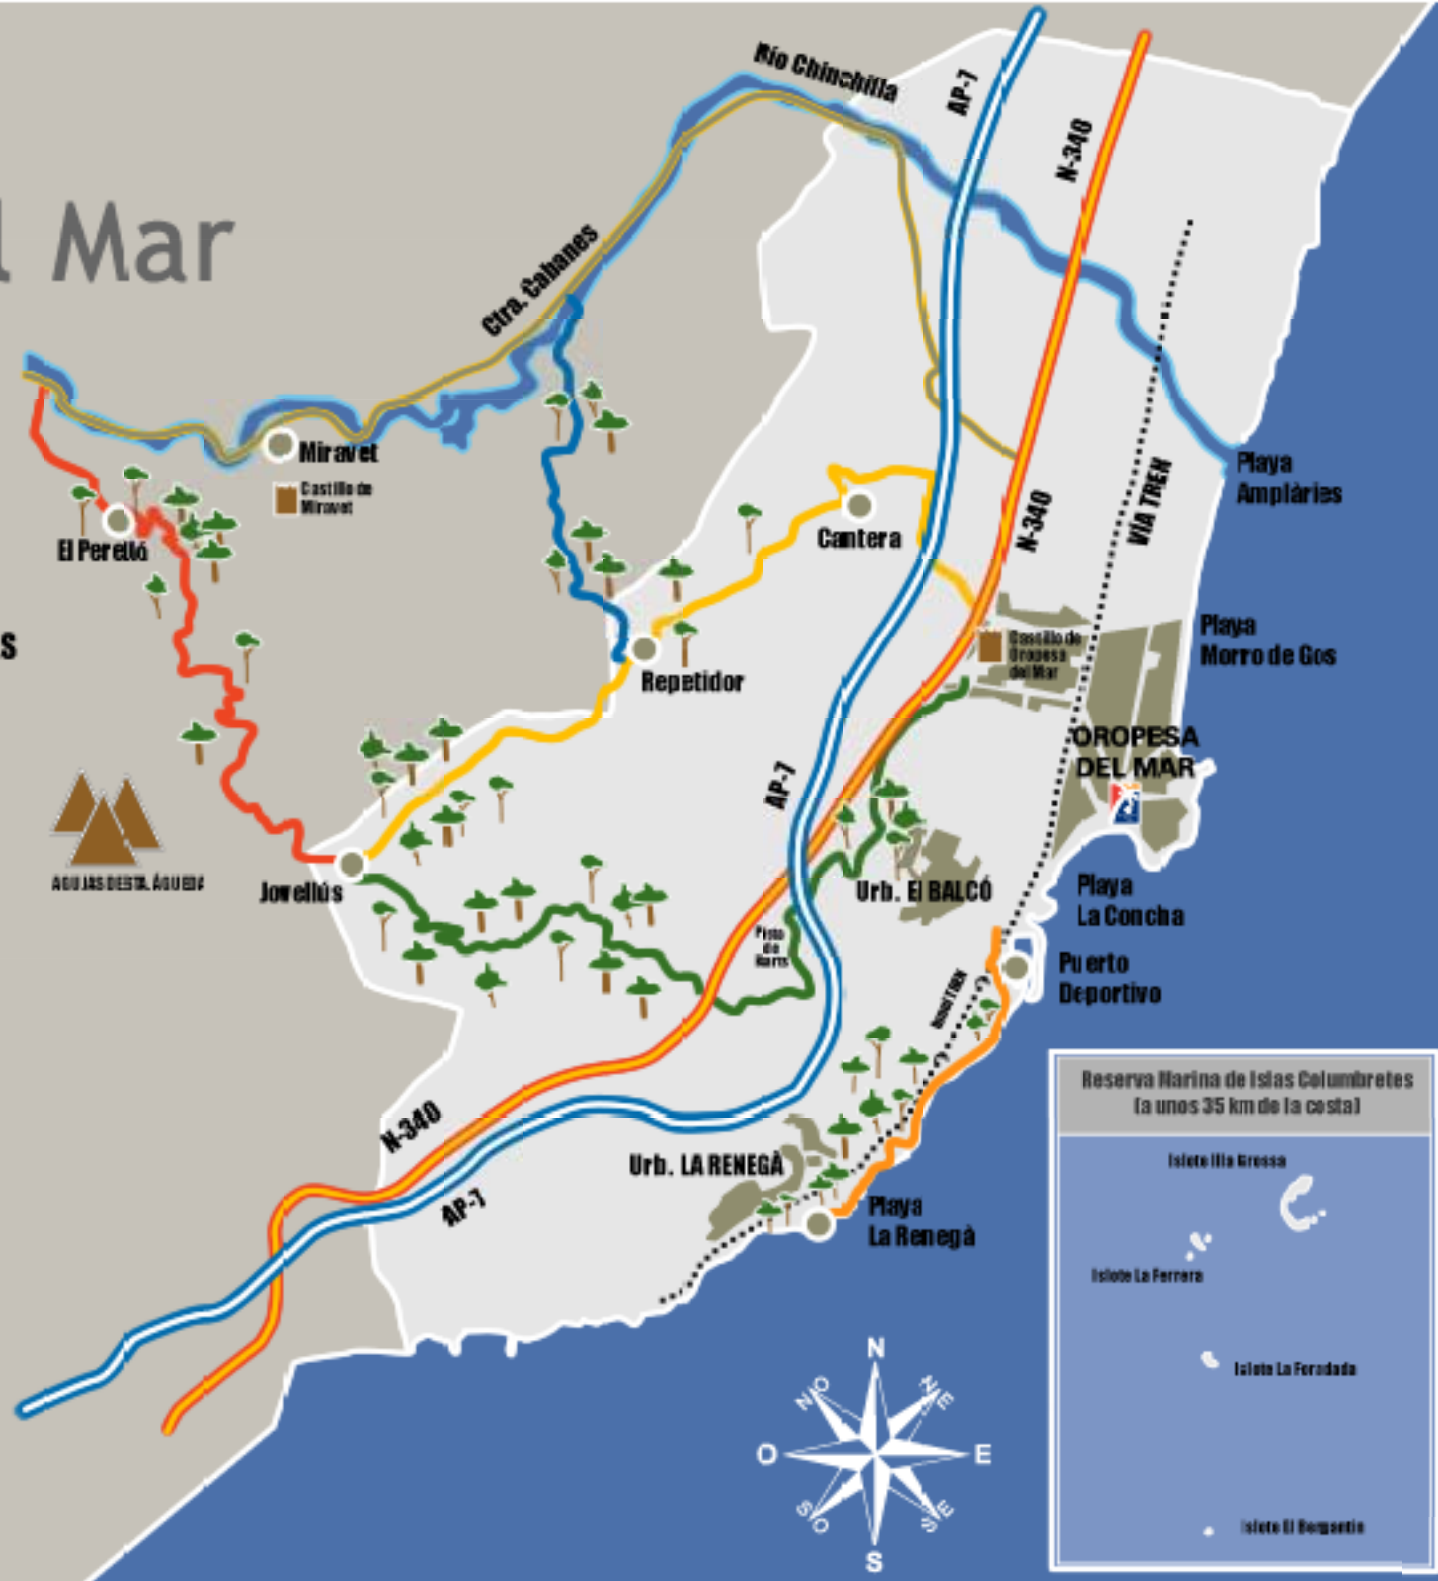 Río Chinchilla
AP-7
N-340
l Mar
Ctra. Cabanes
Miravet
Castillo de
Miravet
El Perelló
Cantera
N-340
VÍA TREN
Playa
Amplàries
s
Repetidor
Castillo de
Oropesa
del Mar
Playa
Morro de Gos
OROPESA
DEL MAR
AP-7
AGUJAS DE STA. ÁGUEDA
Jovellús
Urb. El BALCÓ
Playa
La Concha
Pista
de
Karts
Puerto
Deportivo
Reserva Marina de Islas Columbretes
(a unos 35 km de la costa)
N-340
Urb. LA RENEGÀ
AP-7
Playa
La Renegà
Islote Illa Grossa
Islote La Ferrera
Islote La Foradada
Islote El Bergantín
N
NE
E
SE
S
SO
O
NO